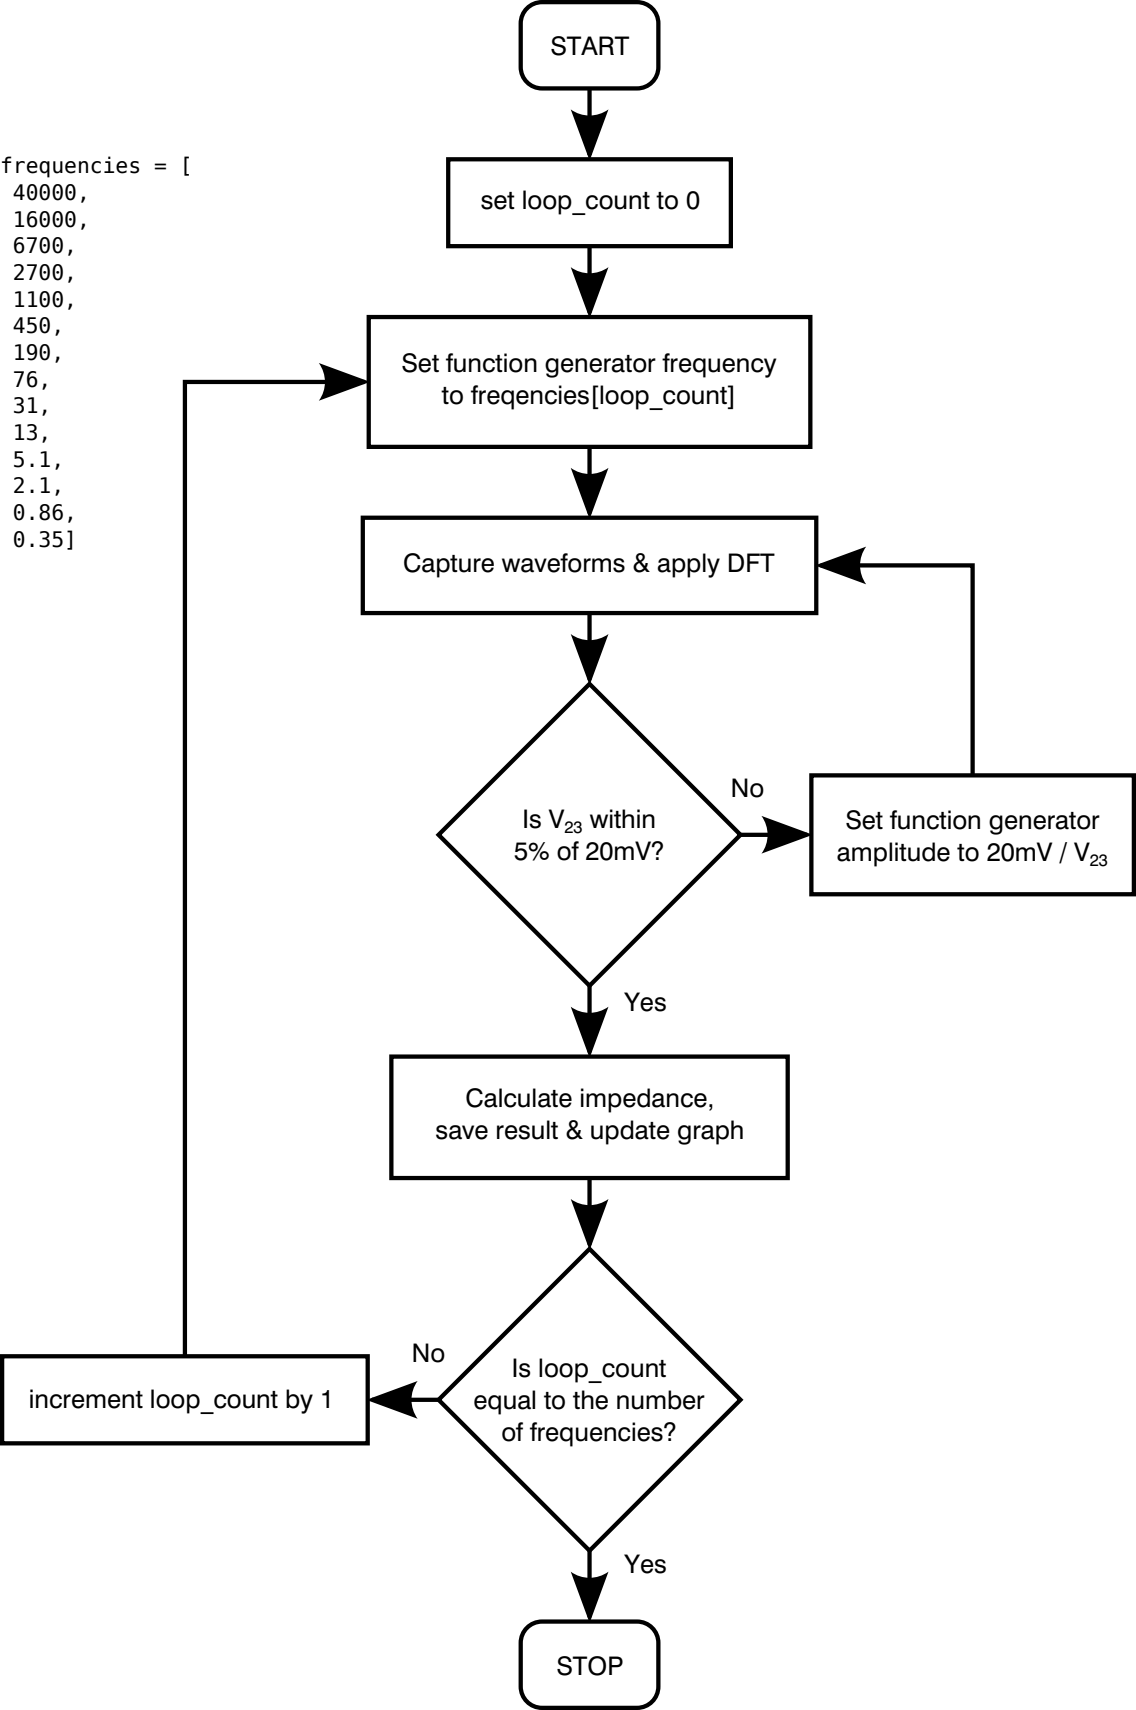 START
frequencies = [
40000,
16000,
6700,
2700,
1100,
450,
190,
76,
31,
13,
5.1,
2.1,
0.86,
0.35]
set loop_count to 0
Set function generator frequency
to freqencies[loop_count]
Capture waveforms & apply DFT
Is V₂₃ within
5% of 20mV?
No
Set function generator
amplitude to 20mV / V₂₃
Yes
Calculate impedance,
save result & update graph
Is loop_count
equal to the number
of frequencies?
No
increment loop_count by 1
Yes
STOP